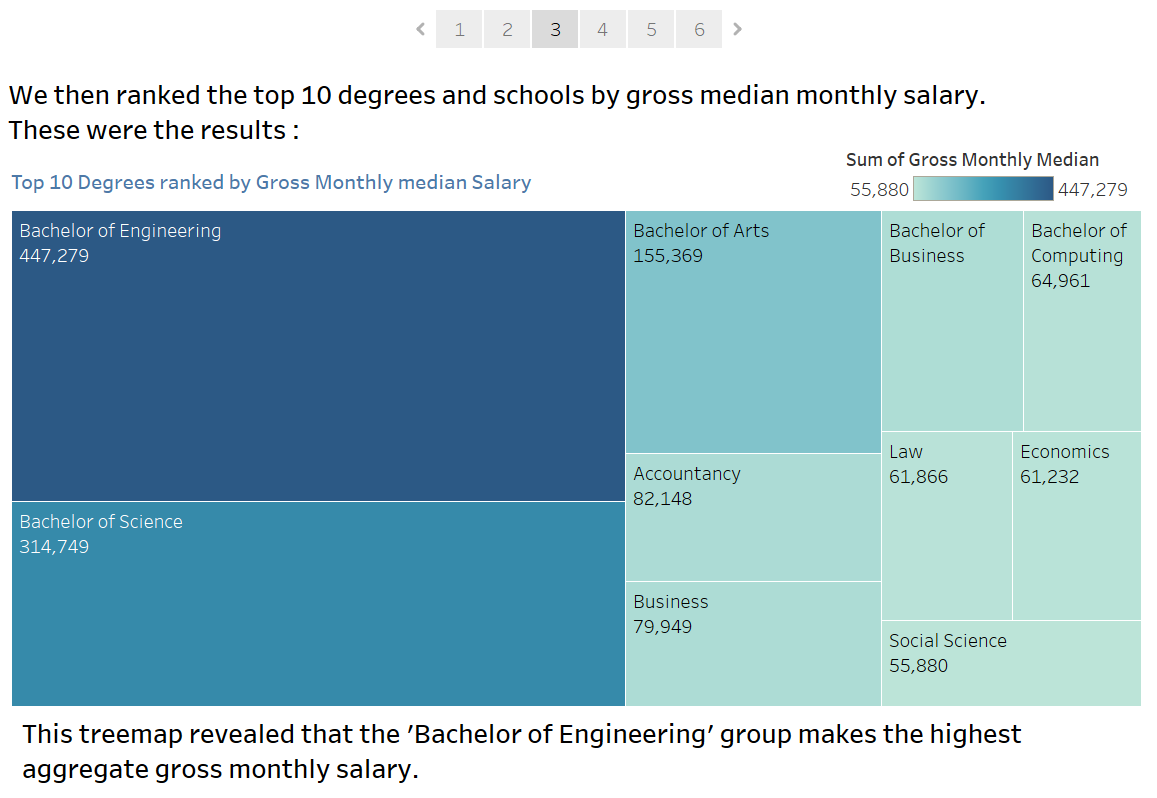 1 2 3 4 5 6
We then ranked the top 10 degrees and schools by gross median monthly salary.
These were the results :
Sum of Gross Monthly Median
55,880 447,279
Top 10 Degrees ranked by Gross Monthly median Salary
Bachelor of Engineering
447,279
Bachelor of Science
314,749
Bachelor of Arts
155,369
Accountancy
82,148
Business
79,949
Bachelor of
Business
Bachelor of
Computing
64,961
Law
61,866
Economics
61,232
Social Science
55,880
This treemap revealed that the 'Bachelor of Engineering' group makes the highest
aggregate gross monthly salary.